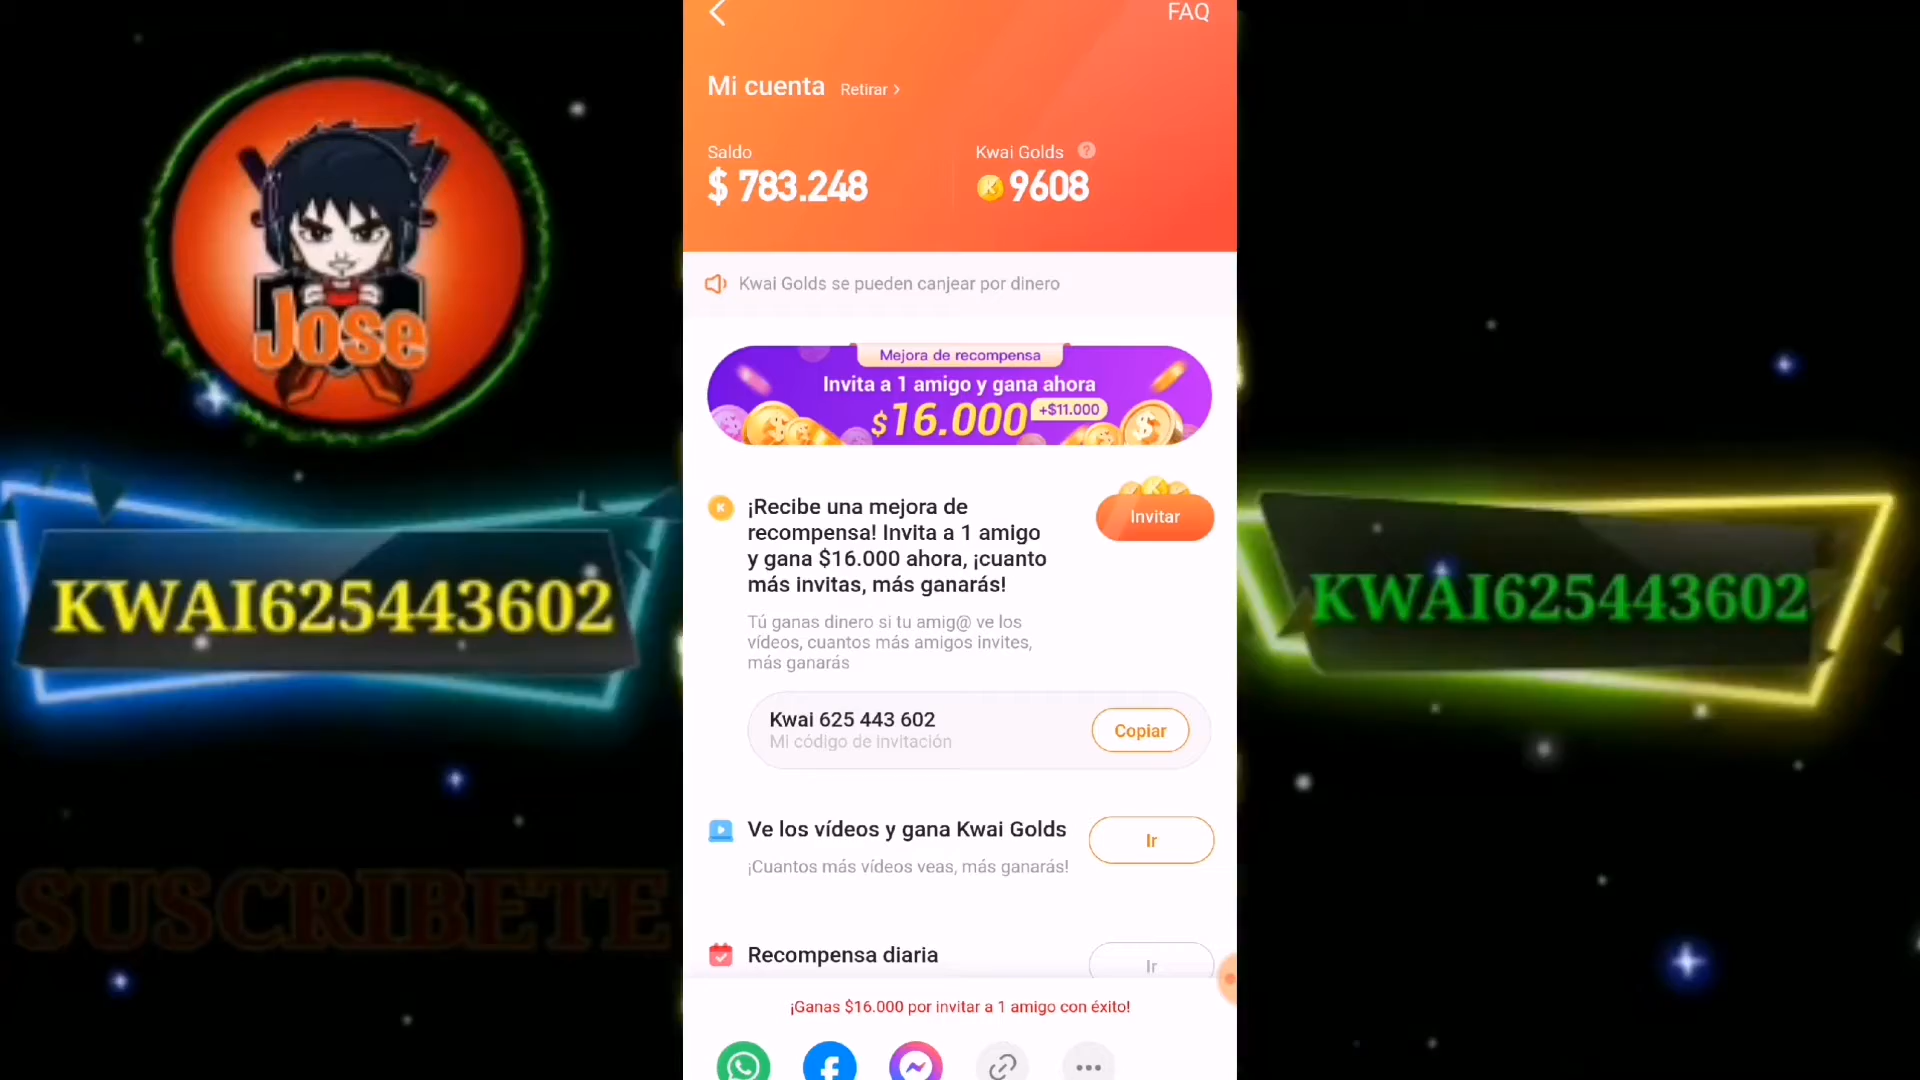 FAQ
Mi cuenta Retirar >
Saldo
Kwai Golds ?
$ 783.248
K 9608
Kwai Golds se pueden canjear por dinero
Mejora de recompensa
Invita a 1 amigo y gana ahora
$16.000 +$11.000
¡Recibe una mejora de
recompensa! Invita a 1 amigo
y gana $16.000 ahora, ¡cuanto
más invitas, más ganarás!
Invitar
Tú ganas dinero si tu amig@ ve los
vídeos, cuantos más amigos invites,
más ganarás
Kwai 625 443 602
Mi código de invitación
Copiar
Ve los vídeos y gana Kwai Golds
¡Cuantos más vídeos veas, más ganarás!
Ir
Recompensa diaria
Ir
¡Ganas $16.000 por invitar a 1 amigo con éxito!
Jose
KWAI625443602
SUSCRIBETE
KWAI625443602